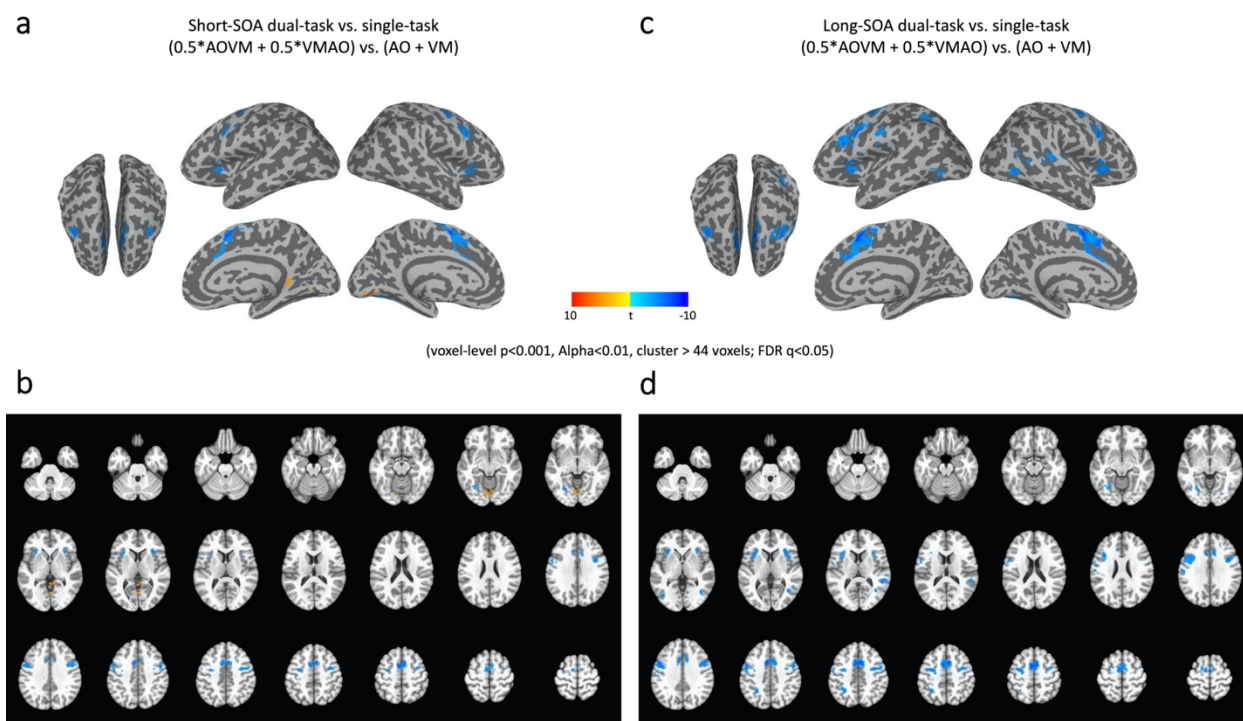 a
Short-SOA dual-task vs. single-task
(0.5*AOVM + 0.5*VMAO) vs. (AO + VM)
c
Long-SOA dual-task vs. single-task
(0.5*AOVM + 0.5*VMAO) vs. (AO + VM)
10 t -10
(voxel-level p<0.001, Alpha<0.01, cluster > 44 voxels; FDR q<0.05)
b
d